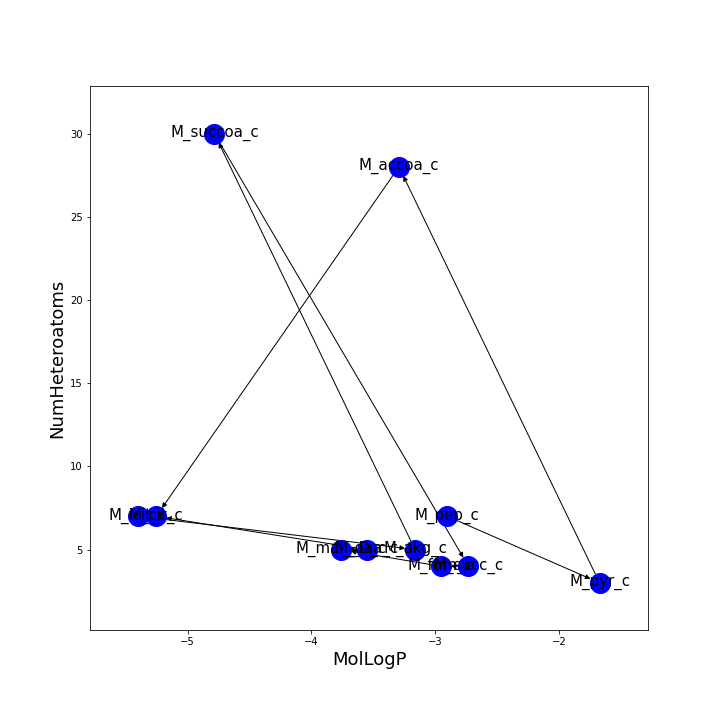 M_succoa_c
M_accoa_c
30
25
20
15
10
5
M_pep_c
M_akg_c
M_pyr_c
−5
−4
−3
−2
MolLogP
NumHeteroatoms